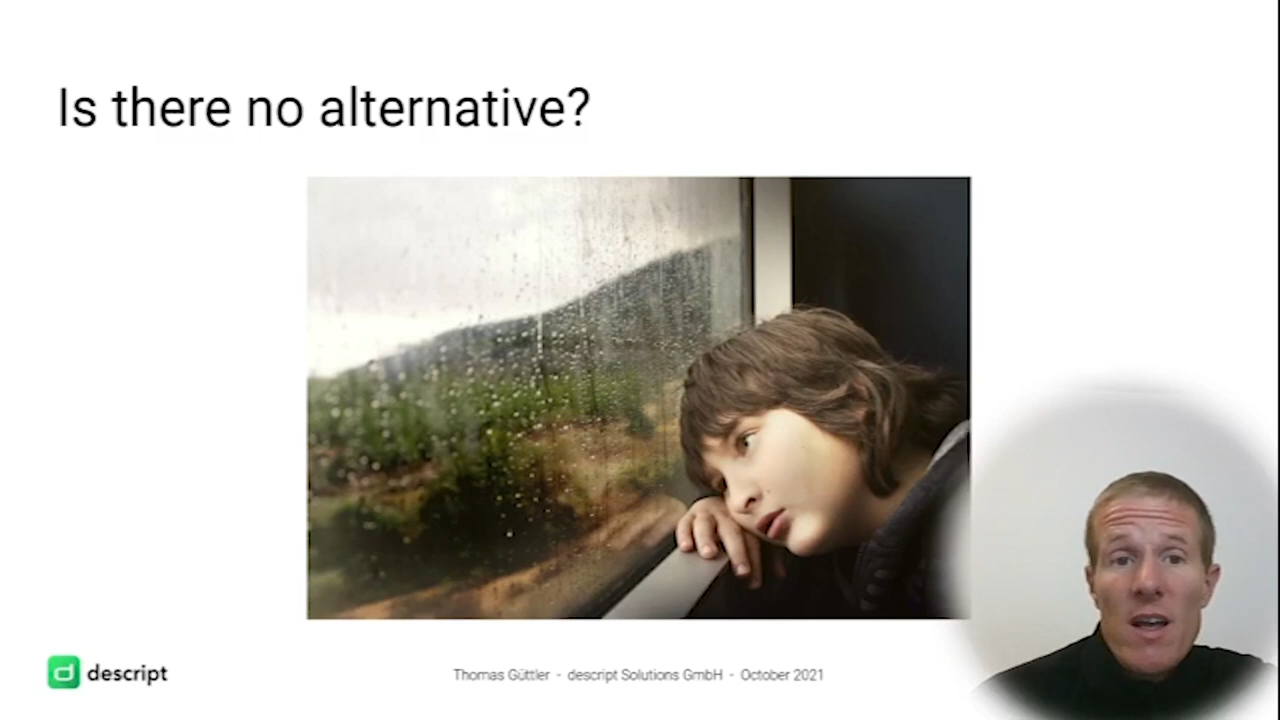 Is there no alternative?
descript
Thomas Güttler - descript Solutions GmbH - October 2021